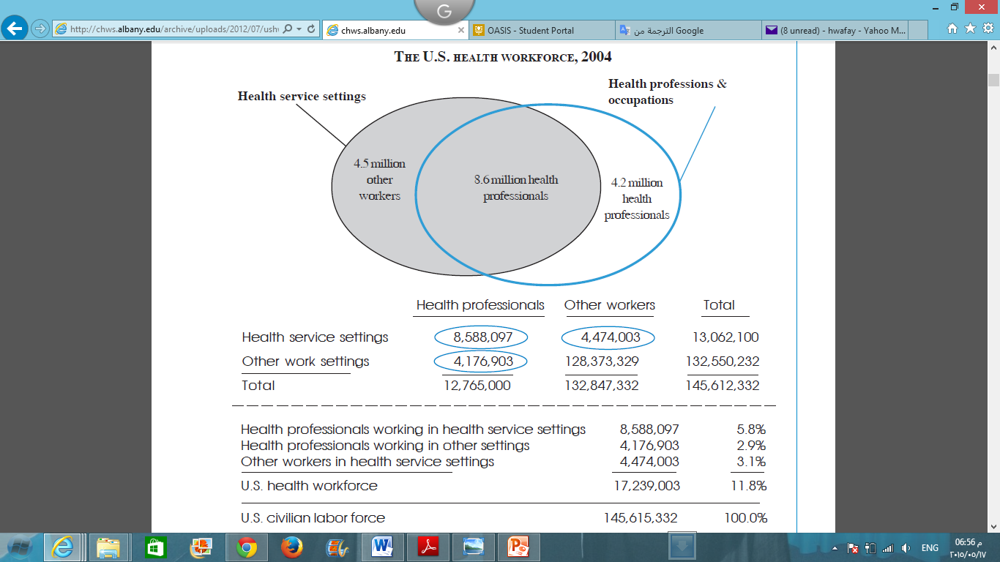 G
http://chws.albany.edu/archive/uploads/2012/07/ush
chws.albany.edu
OASIS - Student Portal
الترجمة من Google
(8 unread) - hwafay - Yahoo M...
THE U.S. HEALTH WORKFORCE, 2004
Health service settings
Health professions &
occupations
4.5 million
other
workers
8.6 million health
professionals
4.2 million
health
professionals
Health professionals Other workers Total
Health service settings 8,588,097 4,474,003 13,062,100
Other work settings 4,176,903 128,373,329 132,550,232
Total 12,765,000 132,847,332 145,612,332
Health professionals working in health service settings 8,588,097 5.8%
Health professionals working in other settings 4,176,903 2.9%
Other workers in health service settings 4,474,003 3.1%
U.S. health workforce 17,239,003 11.8%
U.S. civilian labor force 145,615,332 100.0%
ENG
06:56 م
٢٠١٥/٠٥/١٧